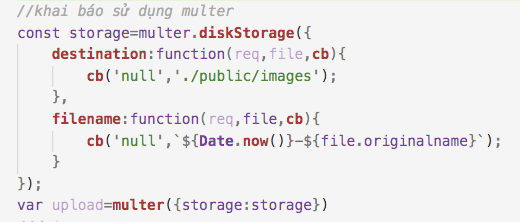 //khai báo sử dụng multer
const storage=multer.diskStorage({
destination:function(req,file,cb){
cb('null','./public/images');
},
filename:function(req,file,cb){
cb('null',`${Date.now()}-${file.originalname}`);
}
});
var upload=multer({storage:storage})